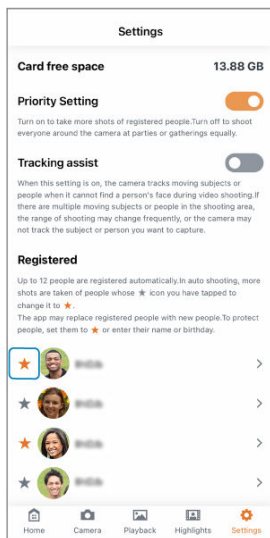 Settings
Card free space 13.88 GB
Priority Setting
Turn on to take more shots of registered people.Turn off to shoot
everyone around the camera at parties or gatherings equally.
Tracking assist
When this setting is on, the camera tracks moving subjects or
people when it cannot find a person's face during video shooting.If
there are multiple moving subjects or people in the shooting area,
the range of shooting may change frequently, or the camera may
not track the subject or person you want to capture.
Registered
Up to 12 people are registered automatically.In auto shooting, more
shots are taken of people whose ★ icon you have tapped to
change it to ★.
The app may replace registered people with new people.To protect
people, set them to ★ or enter their name or birthday.
Home Camera Playback Highlights Settings